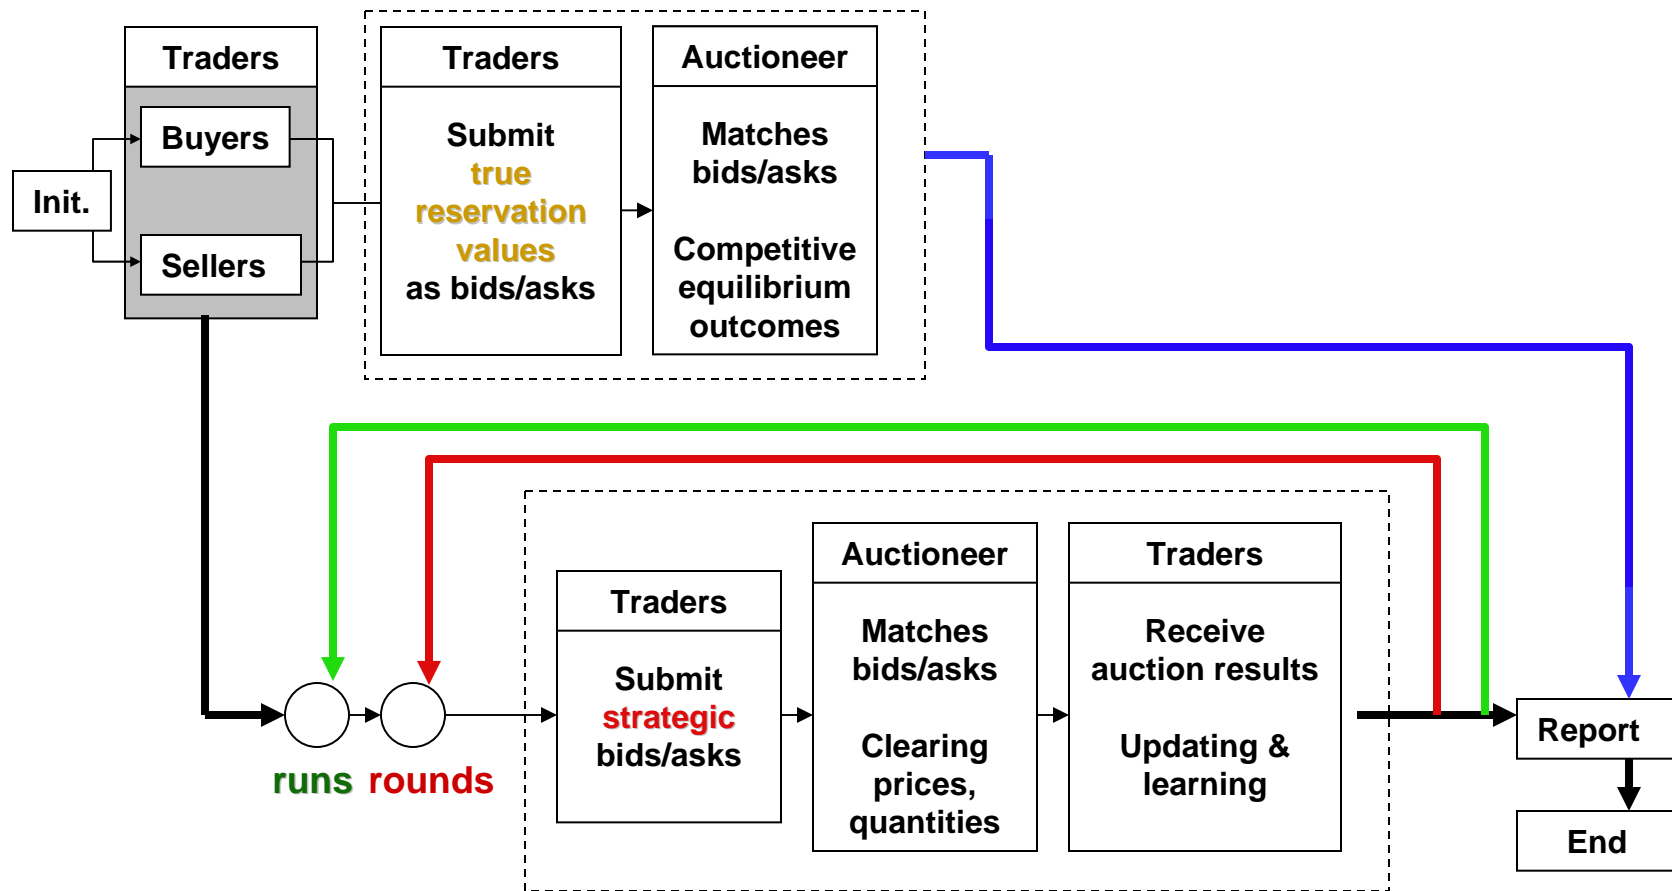 Traders
Buyers
Init.
Sellers
Traders
Submit
true
reservation
values
as bids/asks
Auctioneer
Matches
bids/asks
Competitive
equilibrium
outcomes
runs
rounds
Traders
Submit
strategic
bids/asks
Auctioneer
Matches
bids/asks
Clearing
prices,
quantities
Traders
Receive
auction results
Updating &
learning
Report
End